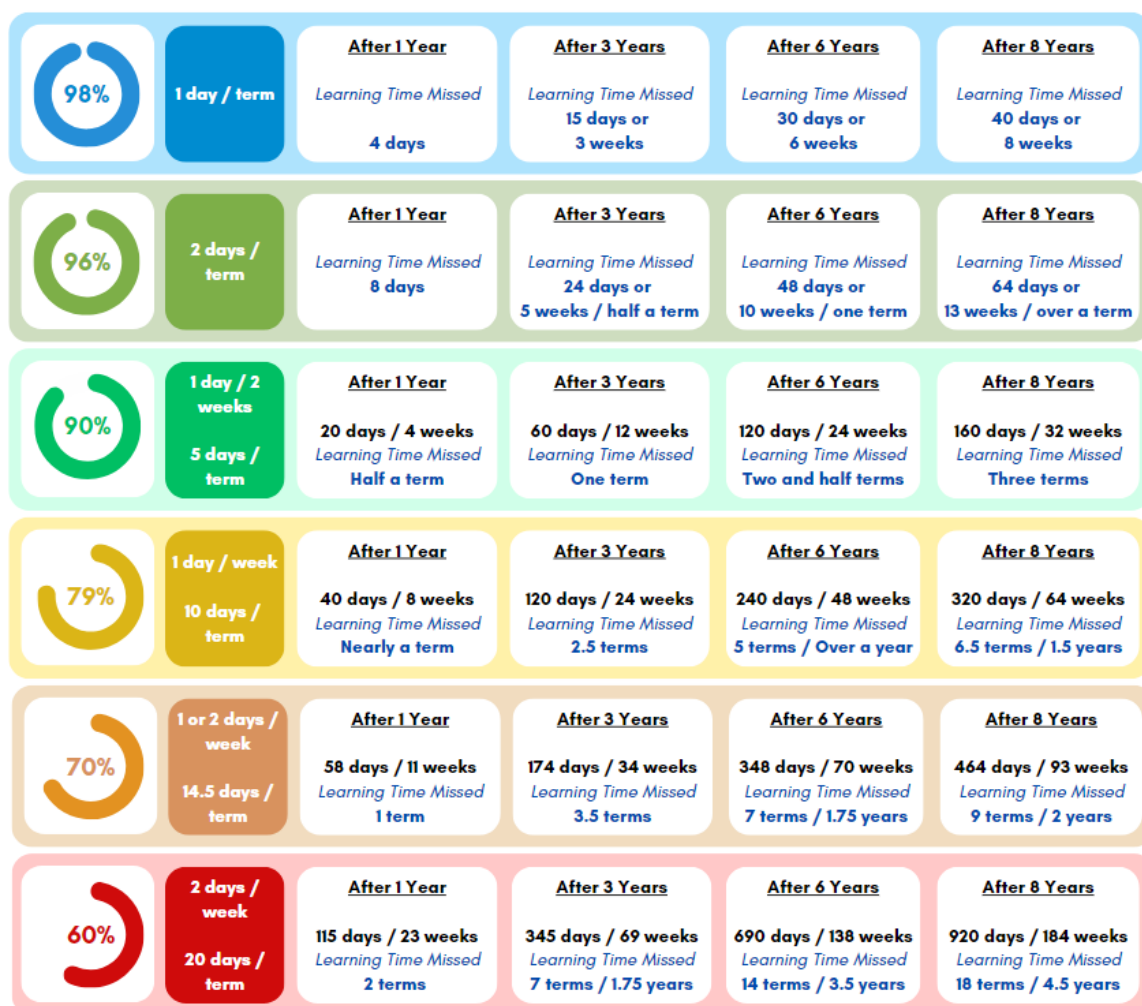 98%
1 day / term
After 1 Year
Learning Time Missed
4 days
After 3 Years
Learning Time Missed
15 days or
3 weeks
After 6 Years
Learning Time Missed
30 days or
6 weeks
After 8 Years
Learning Time Missed
40 days or
8 weeks
96%
2 days /
term
After 1 Year
Learning Time Missed
8 days
After 3 Years
Learning Time Missed
24 days or
5 weeks / half a term
After 6 Years
Learning Time Missed
48 days or
10 weeks / one term
After 8 Years
Learning Time Missed
64 days or
13 weeks / over a term
90%
1 day / 2
weeks
5 days /
term
After 1 Year
20 days / 4 weeks
Learning Time Missed
Half a term
After 3 Years
60 days / 12 weeks
Learning Time Missed
One term
After 6 Years
120 days / 24 weeks
Learning Time Missed
Two and half terms
After 8 Years
160 days / 32 weeks
Learning Time Missed
Three terms
79%
1 day / week
10 days /
term
After 1 Year
40 days / 8 weeks
Learning Time Missed
Nearly a term
After 3 Years
120 days / 24 weeks
Learning Time Missed
2.5 terms
After 6 Years
240 days / 48 weeks
Learning Time Missed
5 terms / Over a year
After 8 Years
320 days / 64 weeks
Learning Time Missed
6.5 terms / 1.5 years
70%
1 or 2 days /
week
14.5 days /
term
After 1 Year
58 days / 11 weeks
Learning Time Missed
1 term
After 3 Years
174 days / 34 weeks
Learning Time Missed
3.5 terms
After 6 Years
348 days / 70 weeks
Learning Time Missed
7 terms / 1.75 years
After 8 Years
464 days / 93 weeks
Learning Time Missed
9 terms / 2 years
60%
2 days /
week
20 days /
term
After 1 Year
115 days / 23 weeks
Learning Time Missed
2 terms
After 3 Years
345 days / 69 weeks
Learning Time Missed
7 terms / 1.75 years
After 6 Years
690 days / 138 weeks
Learning Time Missed
14 terms / 3.5 years
After 8 Years
920 days / 184 weeks
Learning Time Missed
18 terms / 4.5 years